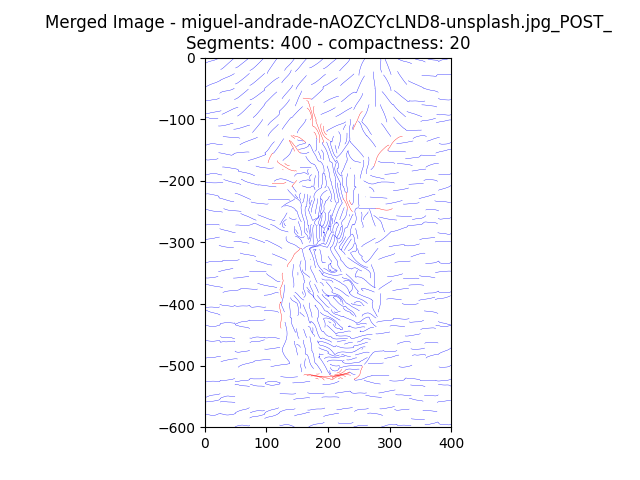 Merged Image - miguel-andrade-nAOZCYcLND8-unsplash.jpg_POST_
Segments: 400 - compactness: 20
0
−100
−200
−300
−400
−500
−600
0 100 200 300 400